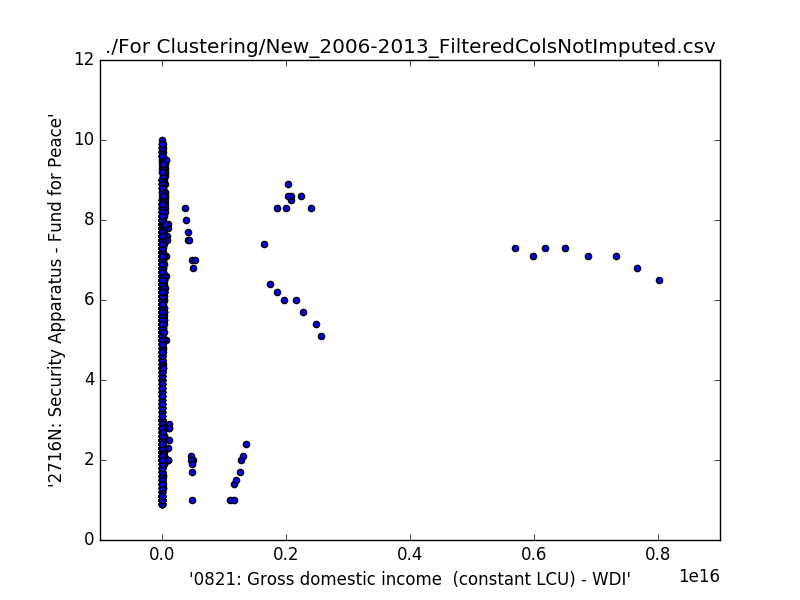 ./For Clustering/New_2006-2013_FilteredColsNotImputed.csv
12
10
8
6
4
2
0
'2716N: Security Apparatus - Fund for Peace'
0.0 0.2 0.4 0.6 0.8
1e16
'0821: Gross domestic income  (constant LCU) - WDI'